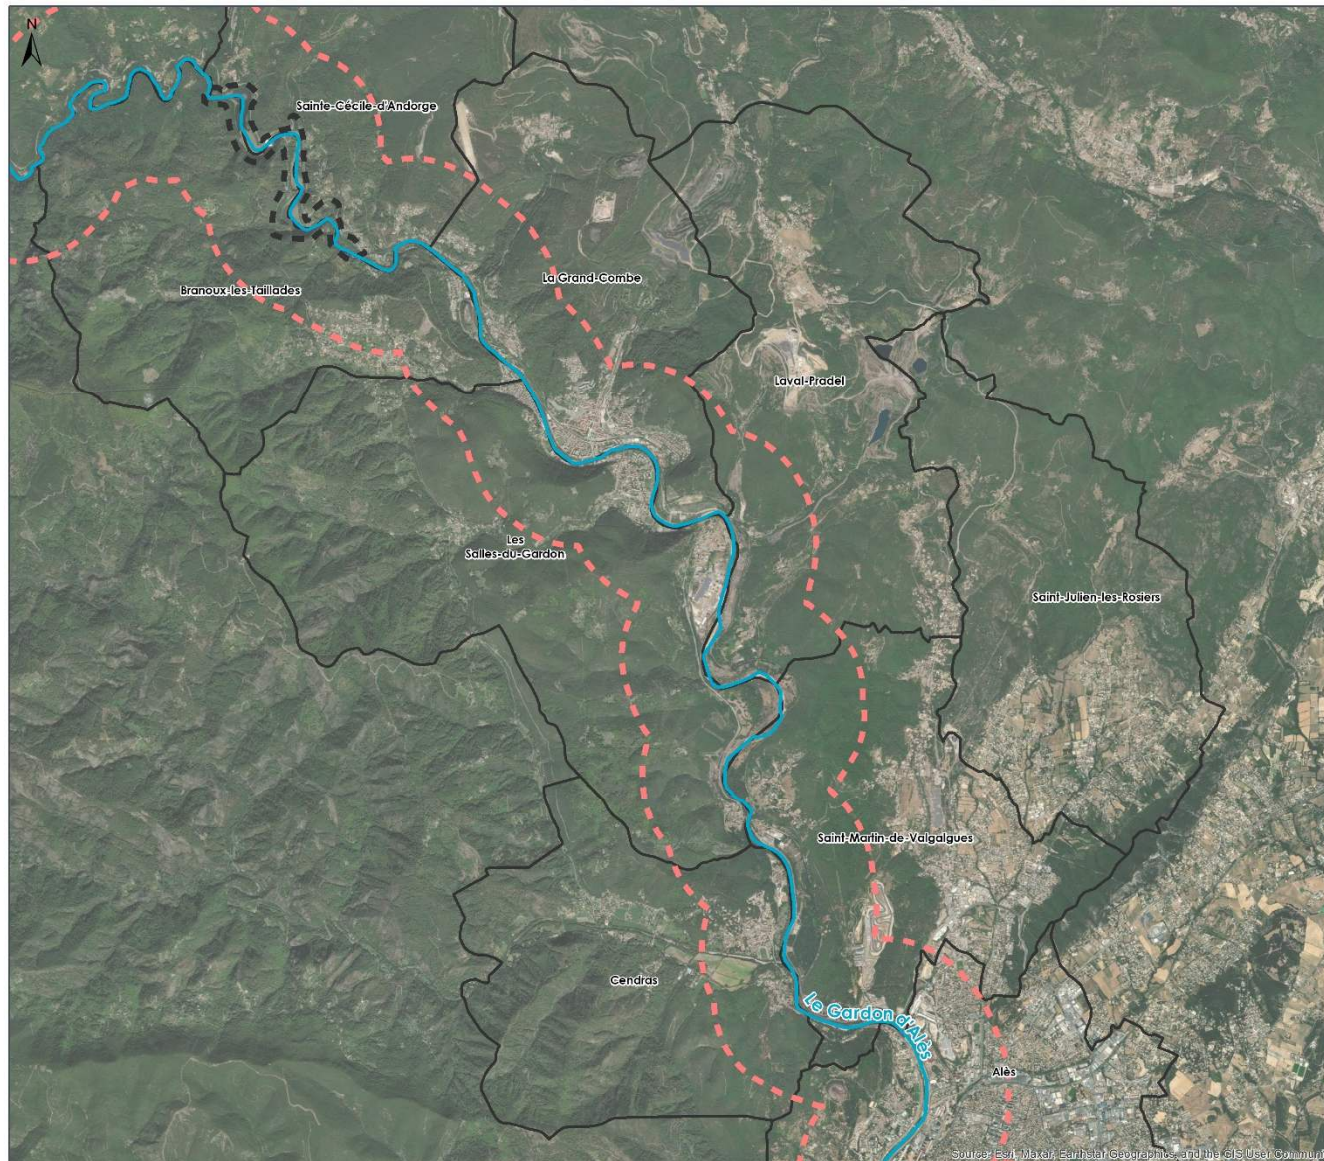 N
Sainte-Cécile-d'Andorge
La Grand-Combe
Branoux-les-Taillades
Laval-Pradel
Les
Salles-du-Gardon
Saint-Julien-les-Rosiers
Saint-Martin-de-Valgalgues
Cendras
Le Gardon d'Alès
Alès
Source: Esri, Maxar, Earthstar Geographics, and the GIS User Communi